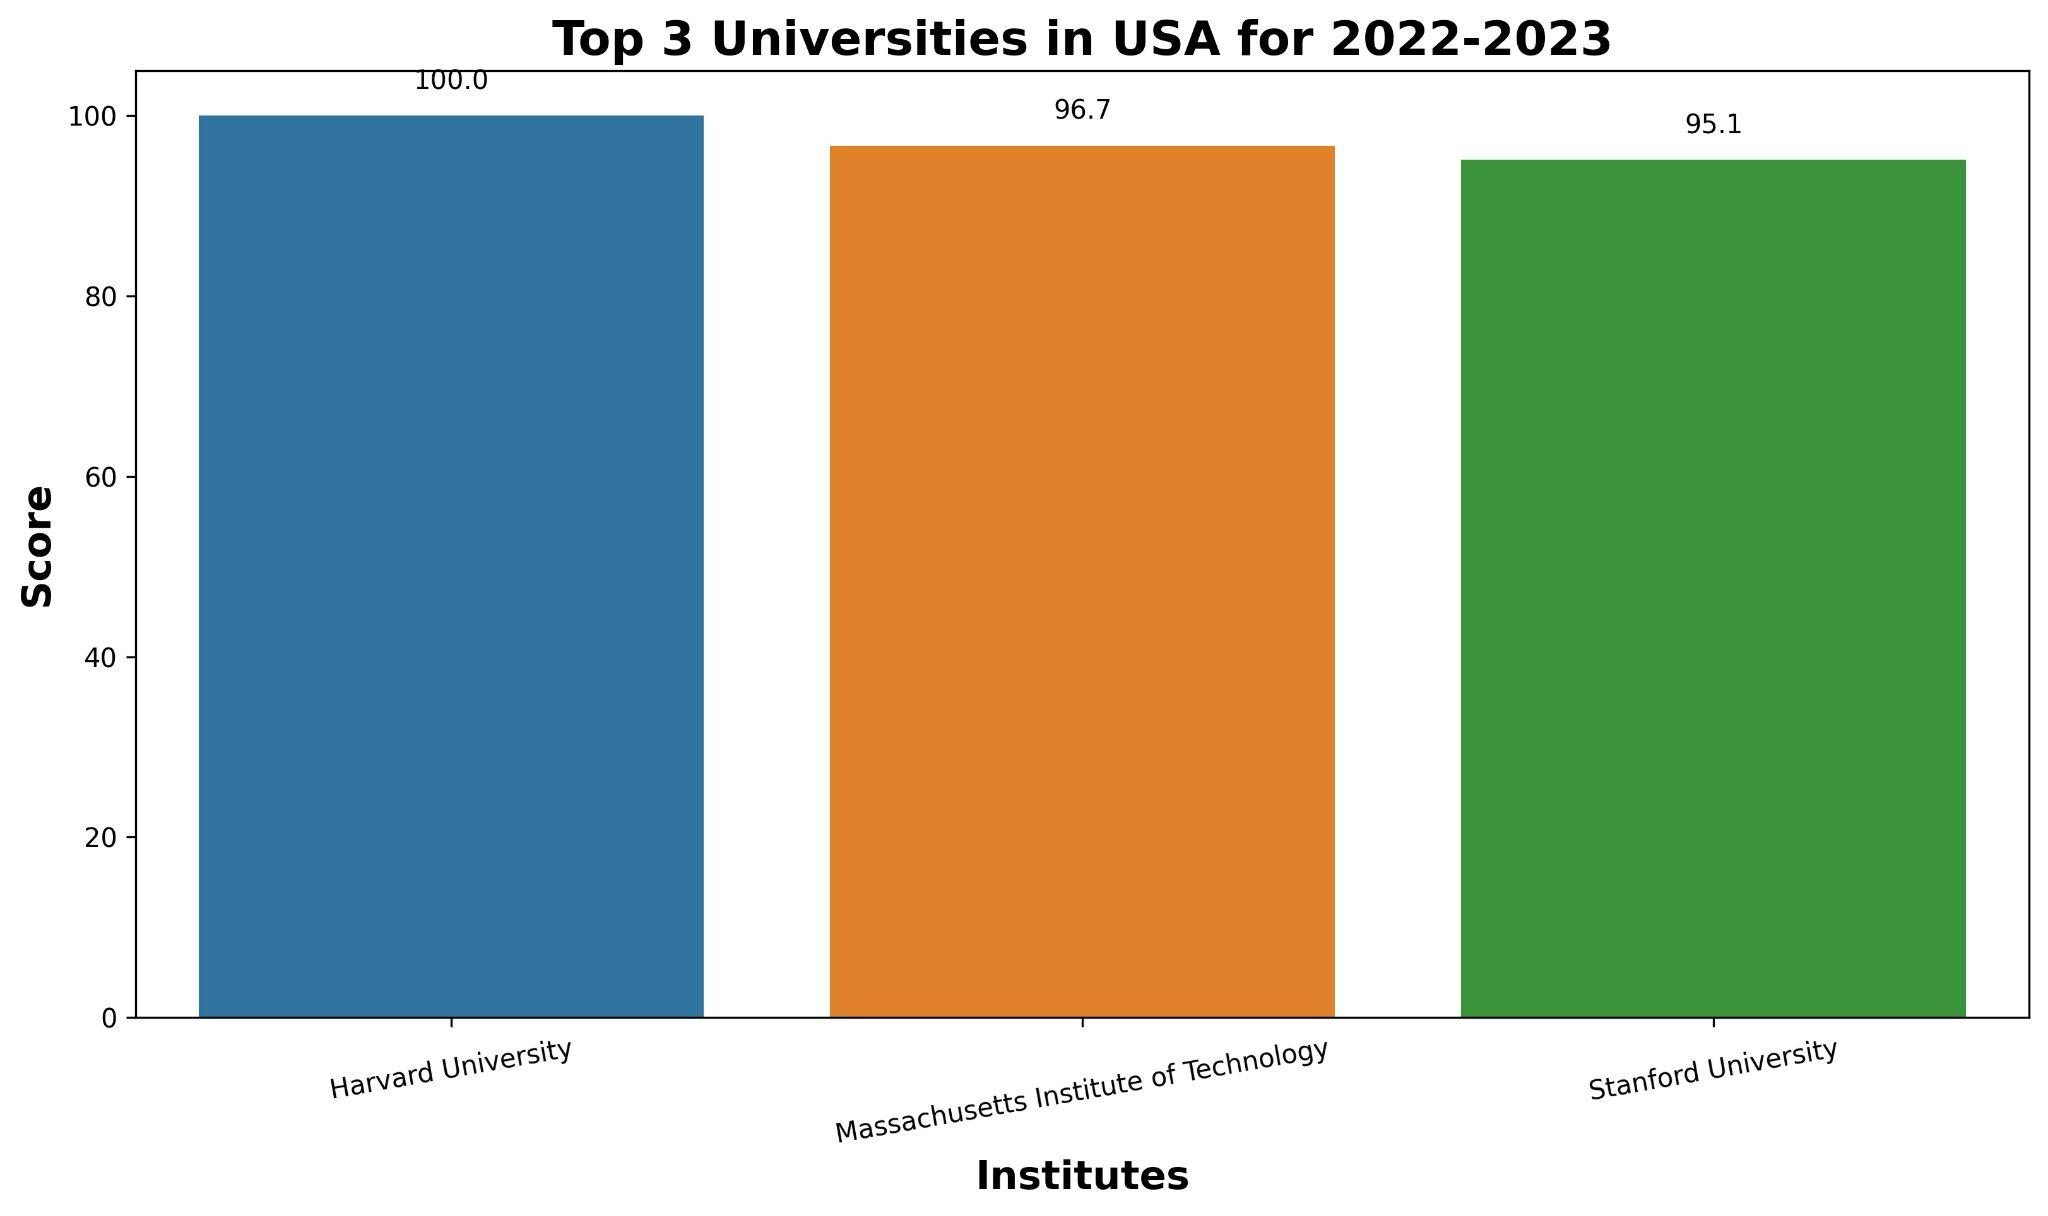 Top 3 Universities in USA for 2022-2023
100.0
96.7
95.1
100
80
60
40
20
0
Score
Harvard University
Massachusetts Institute of Technology
Stanford University
Institutes